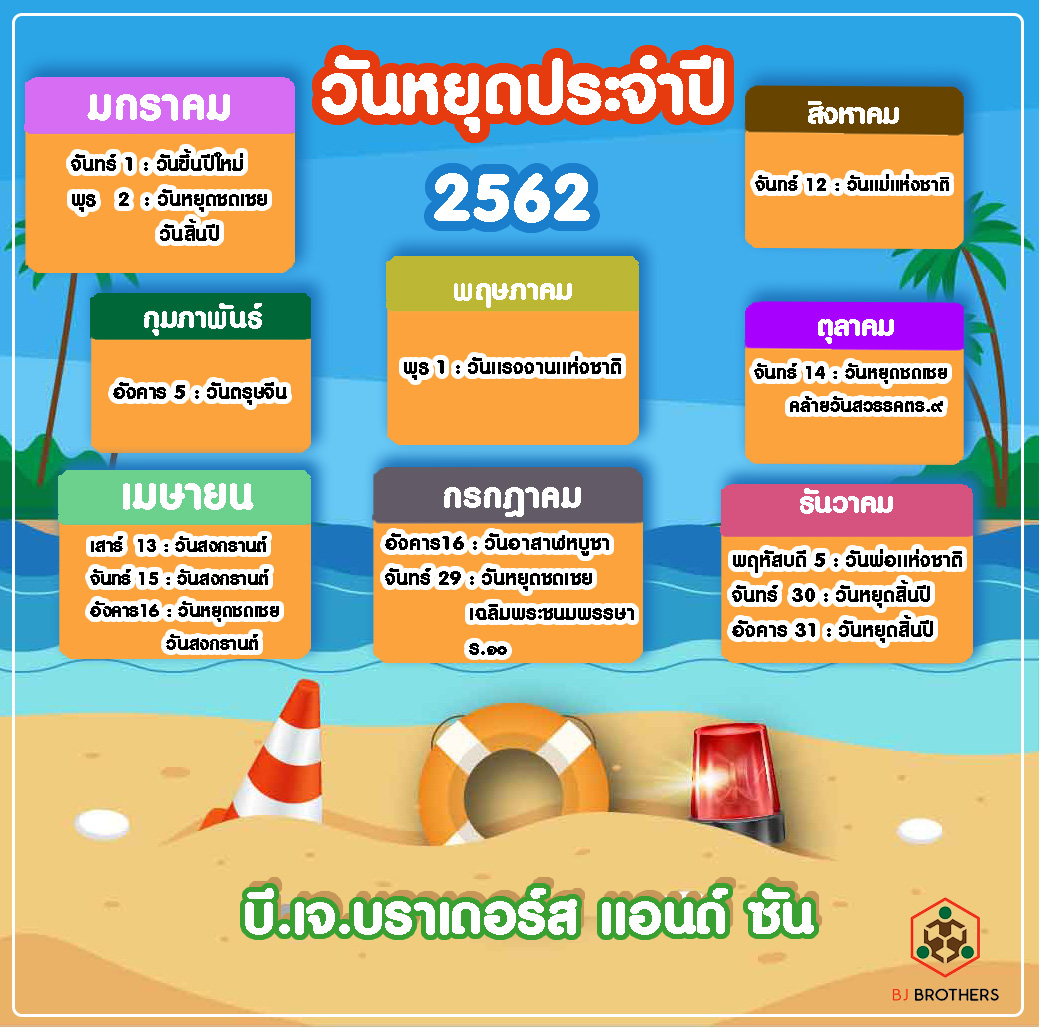 วันหยุดประจำปี
2562
มกราคม
จันทร์ 1 : วันขึ้นปีใหม่
พุธ 2 : วันหยุดชดเชย
วันสิ้นปี
สิงหาคม
จันทร์ 12 : วันแม่แห่งชาติ
กุมภาพันธ์
อังคาร 5 : วันตรุษจีน
พฤษภาคม
พุธ 1 : วันแรงงานแห่งชาติ
ตุลาคม
จันทร์ 14 : วันหยุดชดเชย
คล้ายวันสวรรคตร.๙
เมษายน
เสาร์ 13 : วันสงกรานต์
จันทร์ 15 : วันสงกรานต์
อังคาร16 : วันหยุดชดเชย
วันสงกรานต์
กรกฎาคม
อังคาร16 : วันอาสาฬหบูชา
จันทร์ 29 : วันหยุดชดเชย
เฉลิมพระชนมพรรษา
ร.๑๐
ธันวาคม
พฤหัสบดี 5 : วันพ่อแห่งชาติ
จันทร์ 30 : วันหยุดสิ้นปี
อังคาร 31 : วันหยุดสิ้นปี
บี.เจ.บราเดอร์ส แอนด์ ซัน
BJ BROTHERS